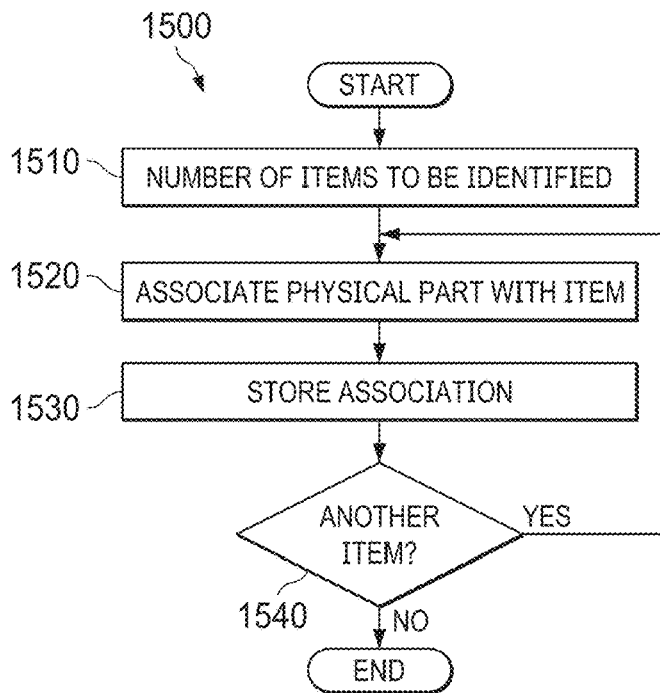 1500
START
1510
NUMBER OF ITEMS TO BE IDENTIFIED
1520
ASSOCIATE PHYSICAL PART WITH ITEM
1530
STORE ASSOCIATION
ANOTHER
ITEM?
YES
1540
NO
END